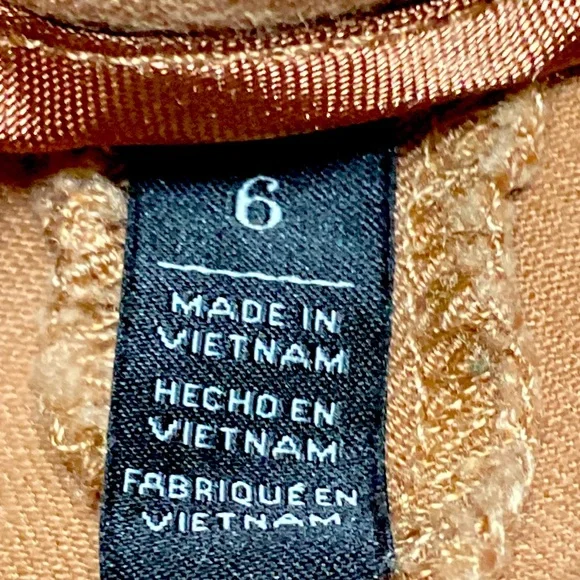 6
MADE IN
VIETNAM
HECHO EN
VIETNAM
FABRIQUÉ EN
VIETNAM